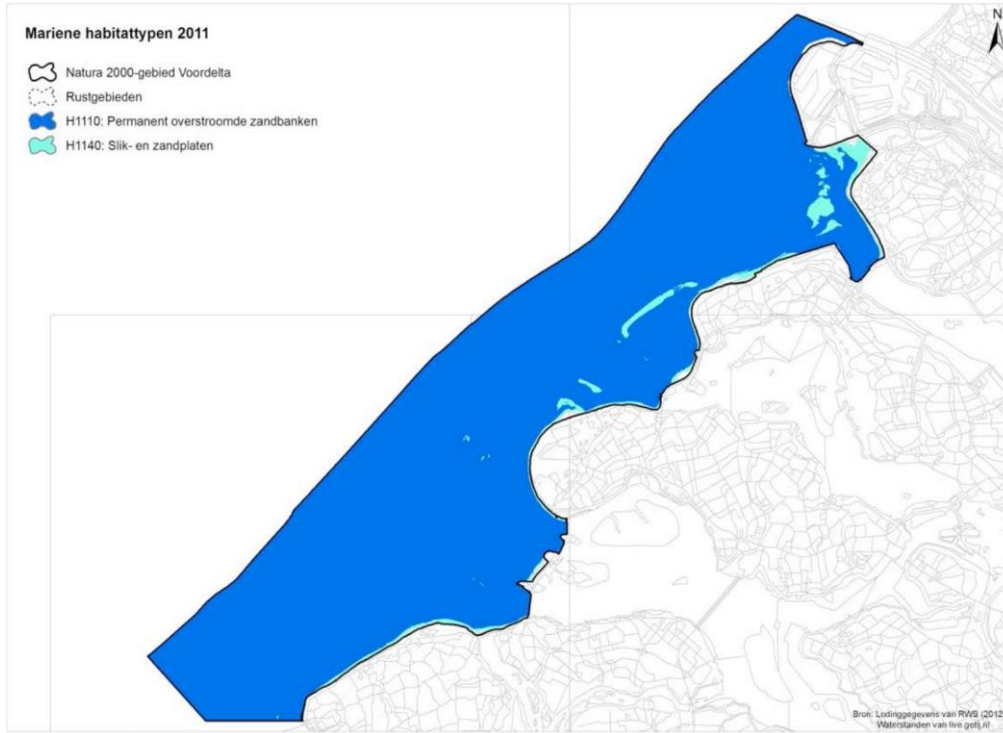 Mariene habitattypen 2011
N
Natura 2000-gebied Voordelta
Rustgebieden
H1110: Permanent overstroomde zandbanken
H1140: Slik- en zandplaten
Bron: Lodinggegevens van RWS (2012
Waterstanden van live.getij.nl